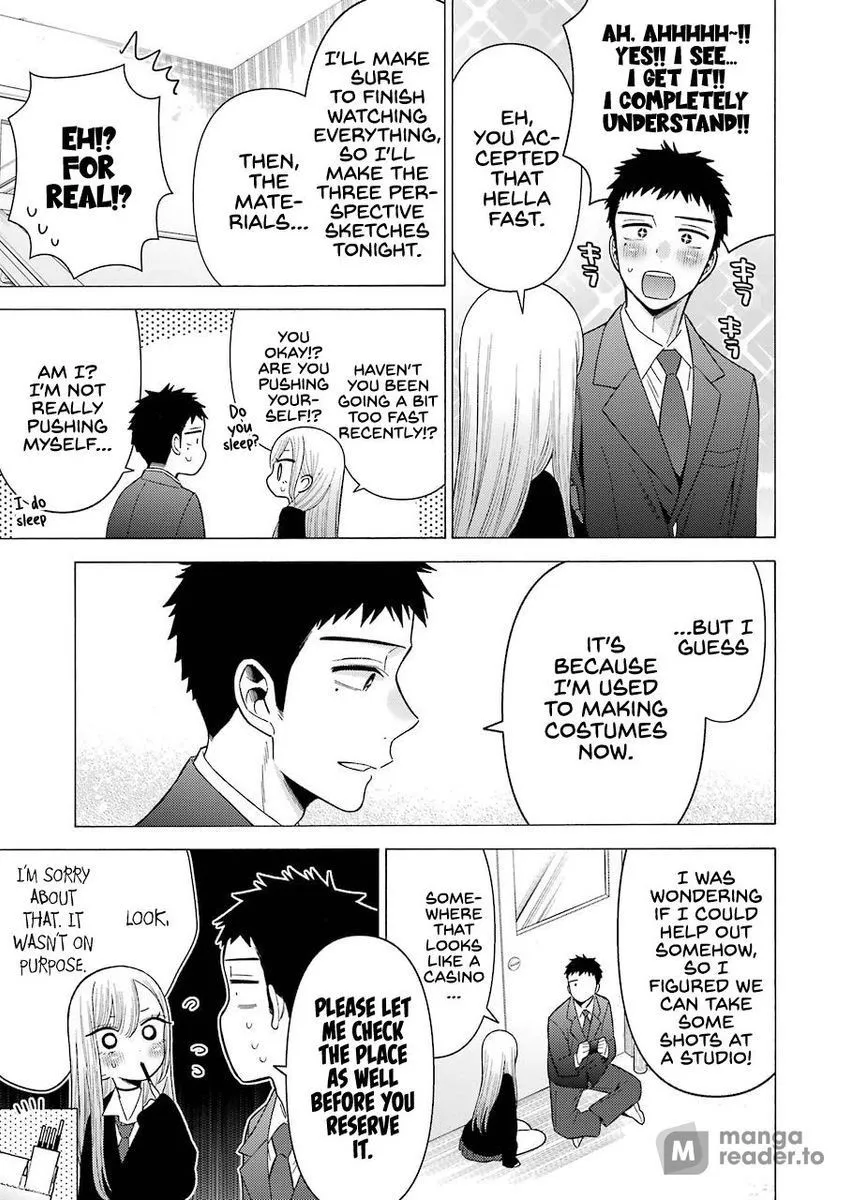 AH, AHHHHH~!!
YES!! I SEE...
I GET IT!!
I COMPLETELY
UNDERSTAND!!
EH,
YOU AC-
CEPTED
THAT
HELLA
FAST.
キラ
キラ
I'LL MAKE
SURE
TO FINISH
WATCHING
EVERYTHING,
SO I'LL
MAKE THE
THREE PER-
SPECTIVE
SKETCHES
TONIGHT.
THEN,
THE
MATE-
RIALS...
EH!?
FOR
REAL!?
HAVEN'T
YOU BEEN
GOING A BIT
TOO FAST
RECENTLY!?
YOU
OKAY!?
ARE YOU
PUSHING
YOUR-
SELF!?
Do
you
sleep?
AM I?
I'M NOT
REALLY
PUSHING
MYSELF...
I do
sleep
...BUT I
GUESS
IT'S
BECAUSE
I'M USED
TO MAKING
COSTUMES
NOW.
I WAS
WONDERING
IF I COULD
HELP OUT
SOMEHOW,
SO I
FIGURED WE
CAN TAKE
SOME
SHOTS AT
A STUDIO!
SOME-
WHERE
THAT
LOOKS
LIKE A
CASINO
...
PLEASE LET
ME CHECK
THE PLACE
AS WELL
BEFORE YOU
RESERVE
IT.
LOOK,
I'M SORRY
ABOUT
THAT. IT
WASN'T ON
PURPOSE.
M manga
reader.to